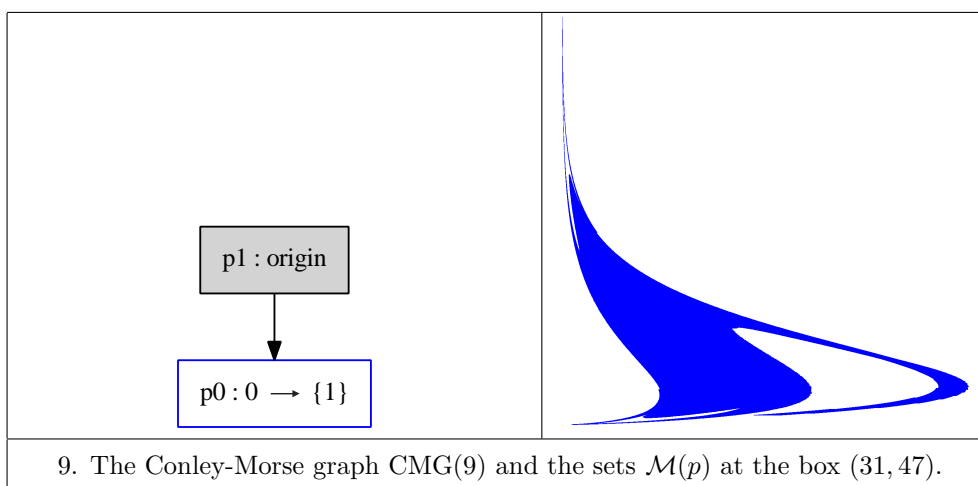 p1 : origin
p0 : 0 → {1}
9. The Conley-Morse graph CMG(9) and the sets ℳ(p) at the box (31, 47).